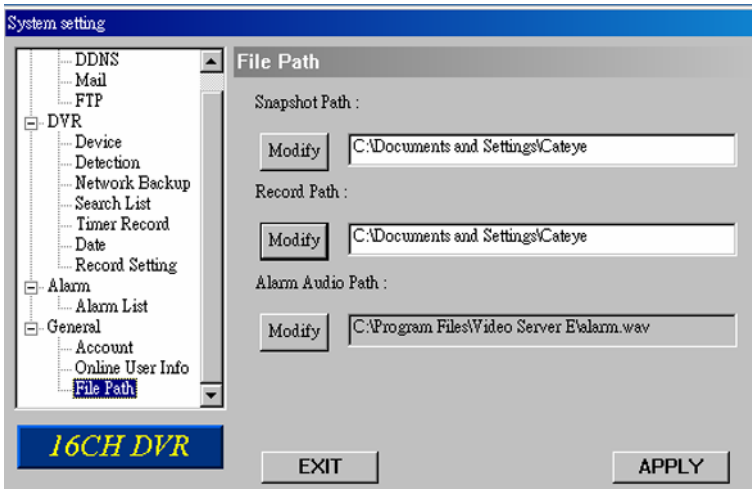 System setting
DDNS
Mail
FTP
DVR
Device
Detection
Network Backup
Search List
Timer Record
Date
Record Setting
Alarm
Alarm List
General
Account
Online User Info
File Path
16CH DVR
File Path
Snapshot Path :
Modify C:\Documents and Settings\Cateye
Record Path :
Modify C:\Documents and Settings\Cateye
Alarm Audio Path :
Modify C:\Program Files\Video Server E\alarm.wav
EXIT APPLY